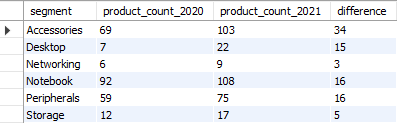 segment product_count_2020 product_count_2021 difference
Accessories 69 103 34
Desktop 7 22 15
Networking 6 9 3
Notebook 92 108 16
Peripherals 59 75 16
Storage 12 17 5